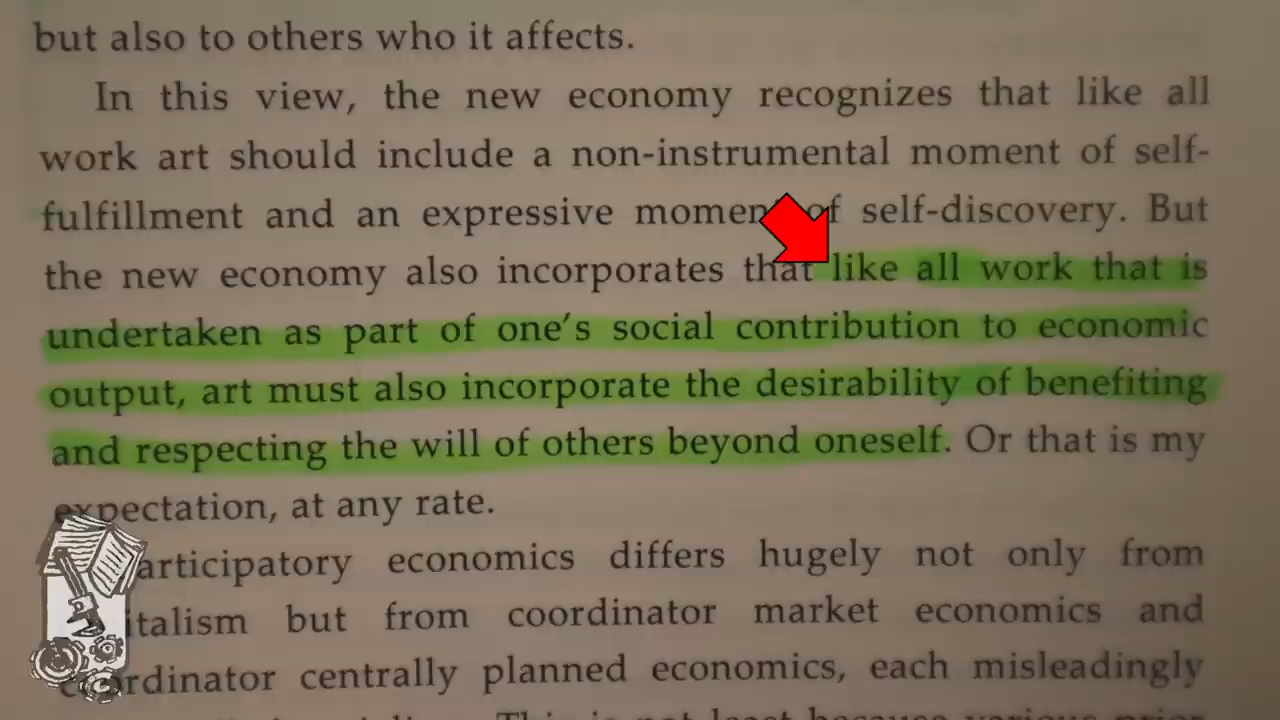 but also to others who it affects.
In this view, the new economy recognizes that like all
work art should include a non-instrumental moment of self-
fulfillment and an expressive moment of self-discovery. But
the new economy also incorporates that like all work that is
undertaken as part of one's social contribution to economic
output, art must also incorporate the desirability of benefiting
and respecting the will of others beyond oneself. Or that is my
expectation, at any rate.
articipatory economics differs hugely not only from
italism but from coordinator market economics and
rdinator centrally planned economics, each misleadingly